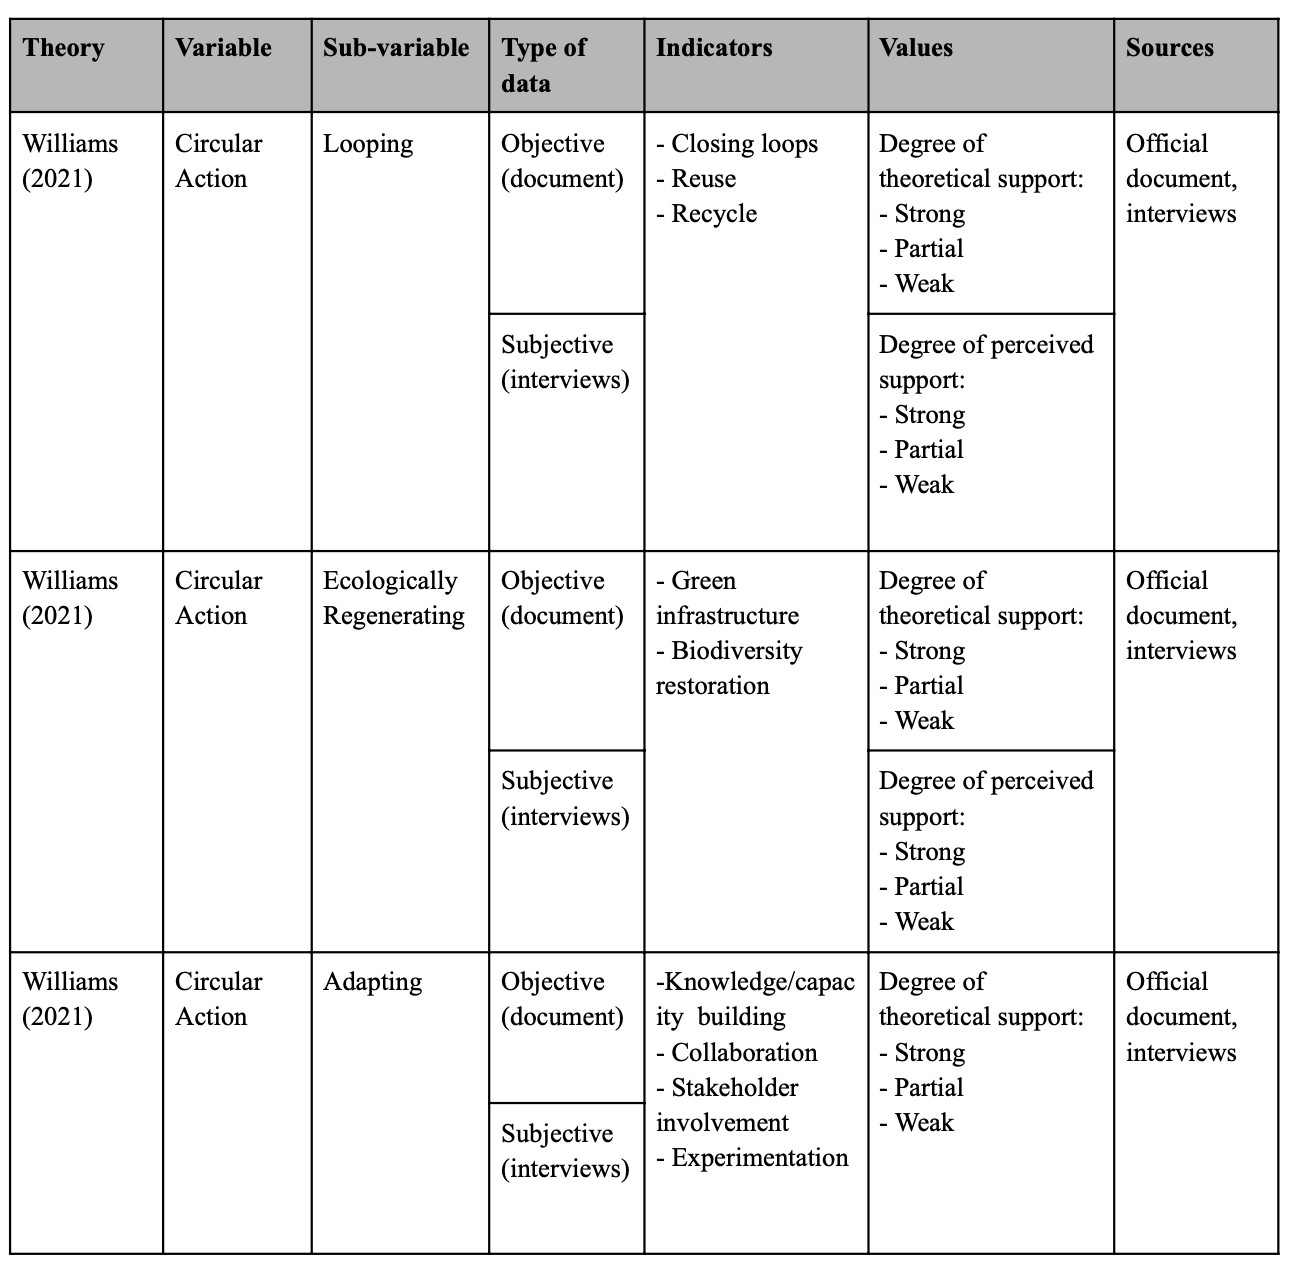 Theory
Variable
Sub-variable
Type of
data
Indicators
Values
Sources
Williams
(2021)
Circular
Action
Looping
Objective
(document)
- Closing loops
- Reuse
- Recycle
Degree of
theoretical support:
- Strong
- Partial
- Weak
Official
document,
interviews
Subjective
(interviews)
Degree of perceived
support:
- Strong
- Partial
- Weak
Williams
(2021)
Circular
Action
Ecologically
Regenerating
Objective
(document)
- Green
infrastructure
- Biodiversity
restoration
Degree of
theoretical support:
- Strong
- Partial
- Weak
Official
document,
interviews
Subjective
(interviews)
Degree of perceived
support:
- Strong
- Partial
- Weak
Williams
(2021)
Circular
Action
Adapting
Objective
(document)
-Knowledge/capac
ity  building
- Collaboration
- Stakeholder
involvement
- Experimentation
Degree of
theoretical support:
- Strong
- Partial
- Weak
Official
document,
interviews
Subjective
(interviews)